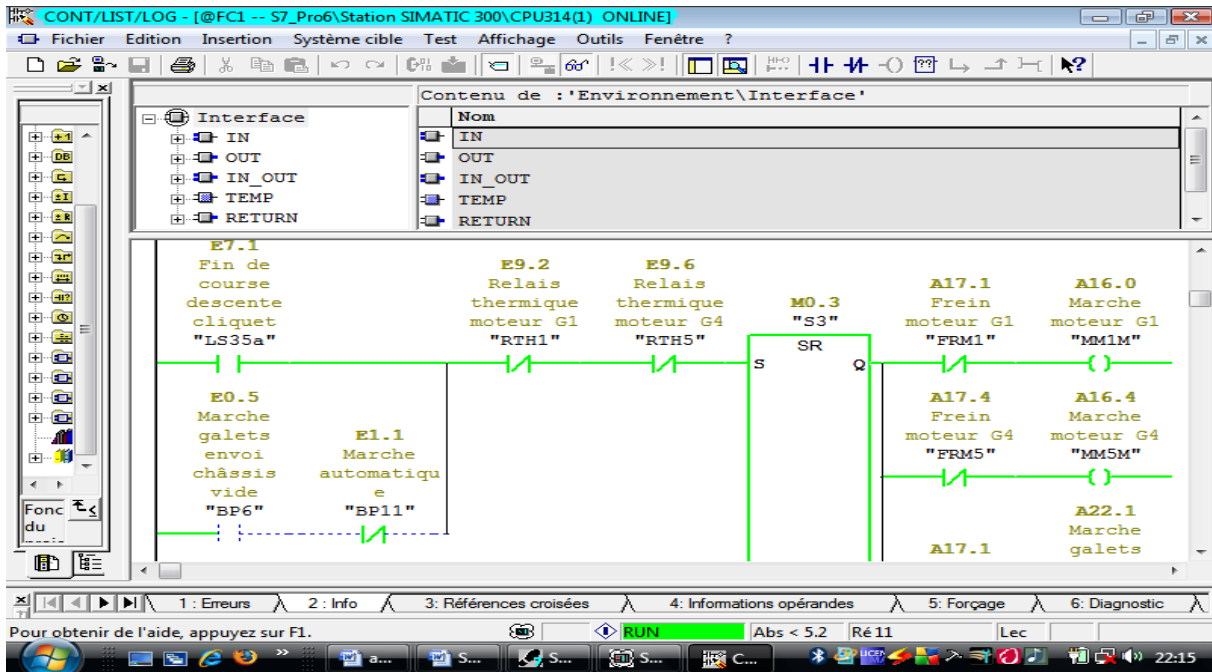 CONT/LIST/LOG - [@FC1 -- S7_Pro6\Station SIMATIC 300\CPU314(1) ONLINE]
Fichier Edition Insertion Système cible Test Affichage Outils Fenêtre ?
Contenu de :'Environnement\Interface'
Interface
IN
OUT
IN_OUT
TEMP
RETURN
Nom
IN
OUT
IN_OUT
TEMP
RETURN
E7.1
Fin de
course
descente
cliquet
"LS35a"
E9.2
Relais
thermique
moteur G1
"RTH1"
E9.6
Relais
thermique
moteur G4
"RTH5"
M0.3
"S3"
SR
S Q
A17.1
Frein
moteur G1
"FRM1"
A16.0
Marche
moteur G1
"MM1M"
E0.5
Marche
galets
envoi
châssis
vide
"BP6"
E1.1
Marche
automatiqu
e
"BP11"
A17.4
Frein
moteur G4
"FRM5"
A16.4
Marche
moteur G4
"MM5M"
A17.1
A22.1
Marche
galets
Fonc
du
1 : Erreurs 2 : Info 3: Références croisées 4: Informations opérandes 5: Forçage 6: Diagnostic
Pour obtenir de l'aide, appuyez sur F1. RUN Abs < 5.2 Ré 11 Lec
a... S... S... S... C... 22:15